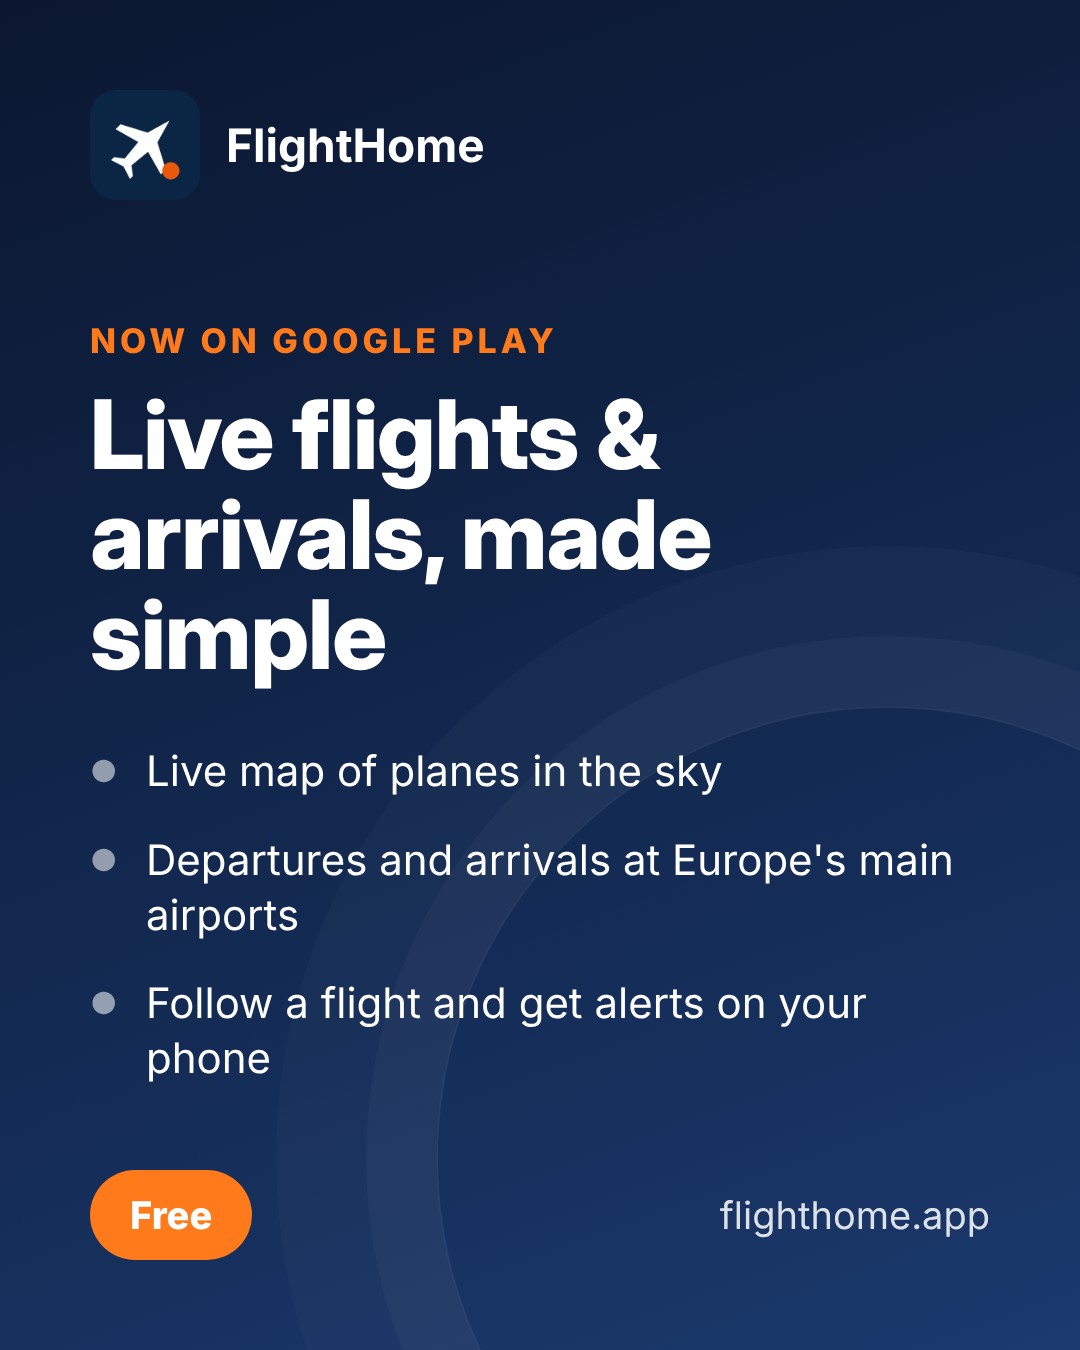 FlightHome
NOW ON GOOGLE PLAY
Live flights &
arrivals, made
simple
Live map of planes in the sky
Departures and arrivals at Europe's main
airports
Follow a flight and get alerts on your
phone
Free
flighthome.app